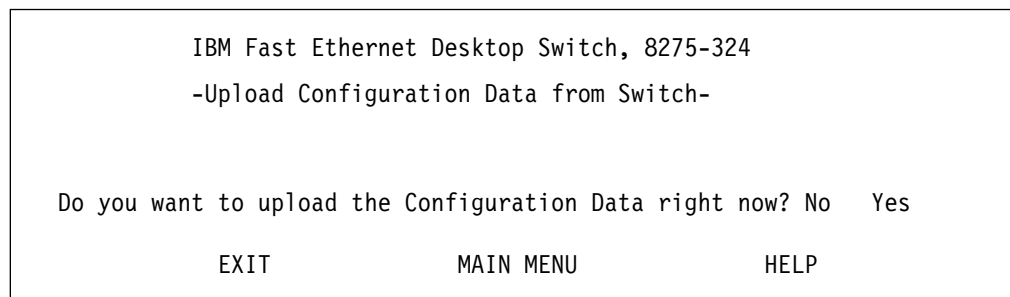 IBM Fast Ethernet Desktop Switch, 8275-324
-Upload Configuration Data from Switch-
Do you want to upload the Configuration Data right now? No Yes
EXIT MAIN MENU HELP